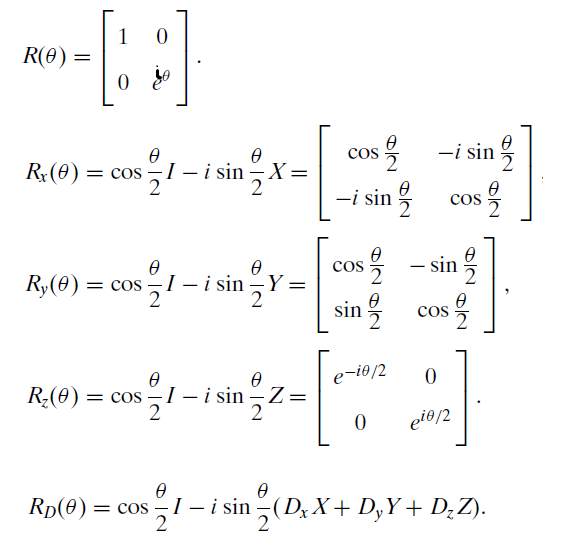 R(θ) = [ 1 0 ; 0 e^{iθ} ].
R_x(θ) = cos θ/2 I − i sin θ/2 X = [ cos θ/2 −i sin θ/2 ; −i sin θ/2 cos θ/2 ].
R_y(θ) = cos θ/2 I − i sin θ/2 Y = [ cos θ/2 − sin θ/2 ; sin θ/2 cos θ/2 ],
R_z(θ) = cos θ/2 I − i sin θ/2 Z = [ e^{−iθ/2} 0 ; 0 e^{iθ/2} ].
R_D(θ) = cos θ/2 I − i sin θ/2 (D_x X + D_y Y + D_z Z).